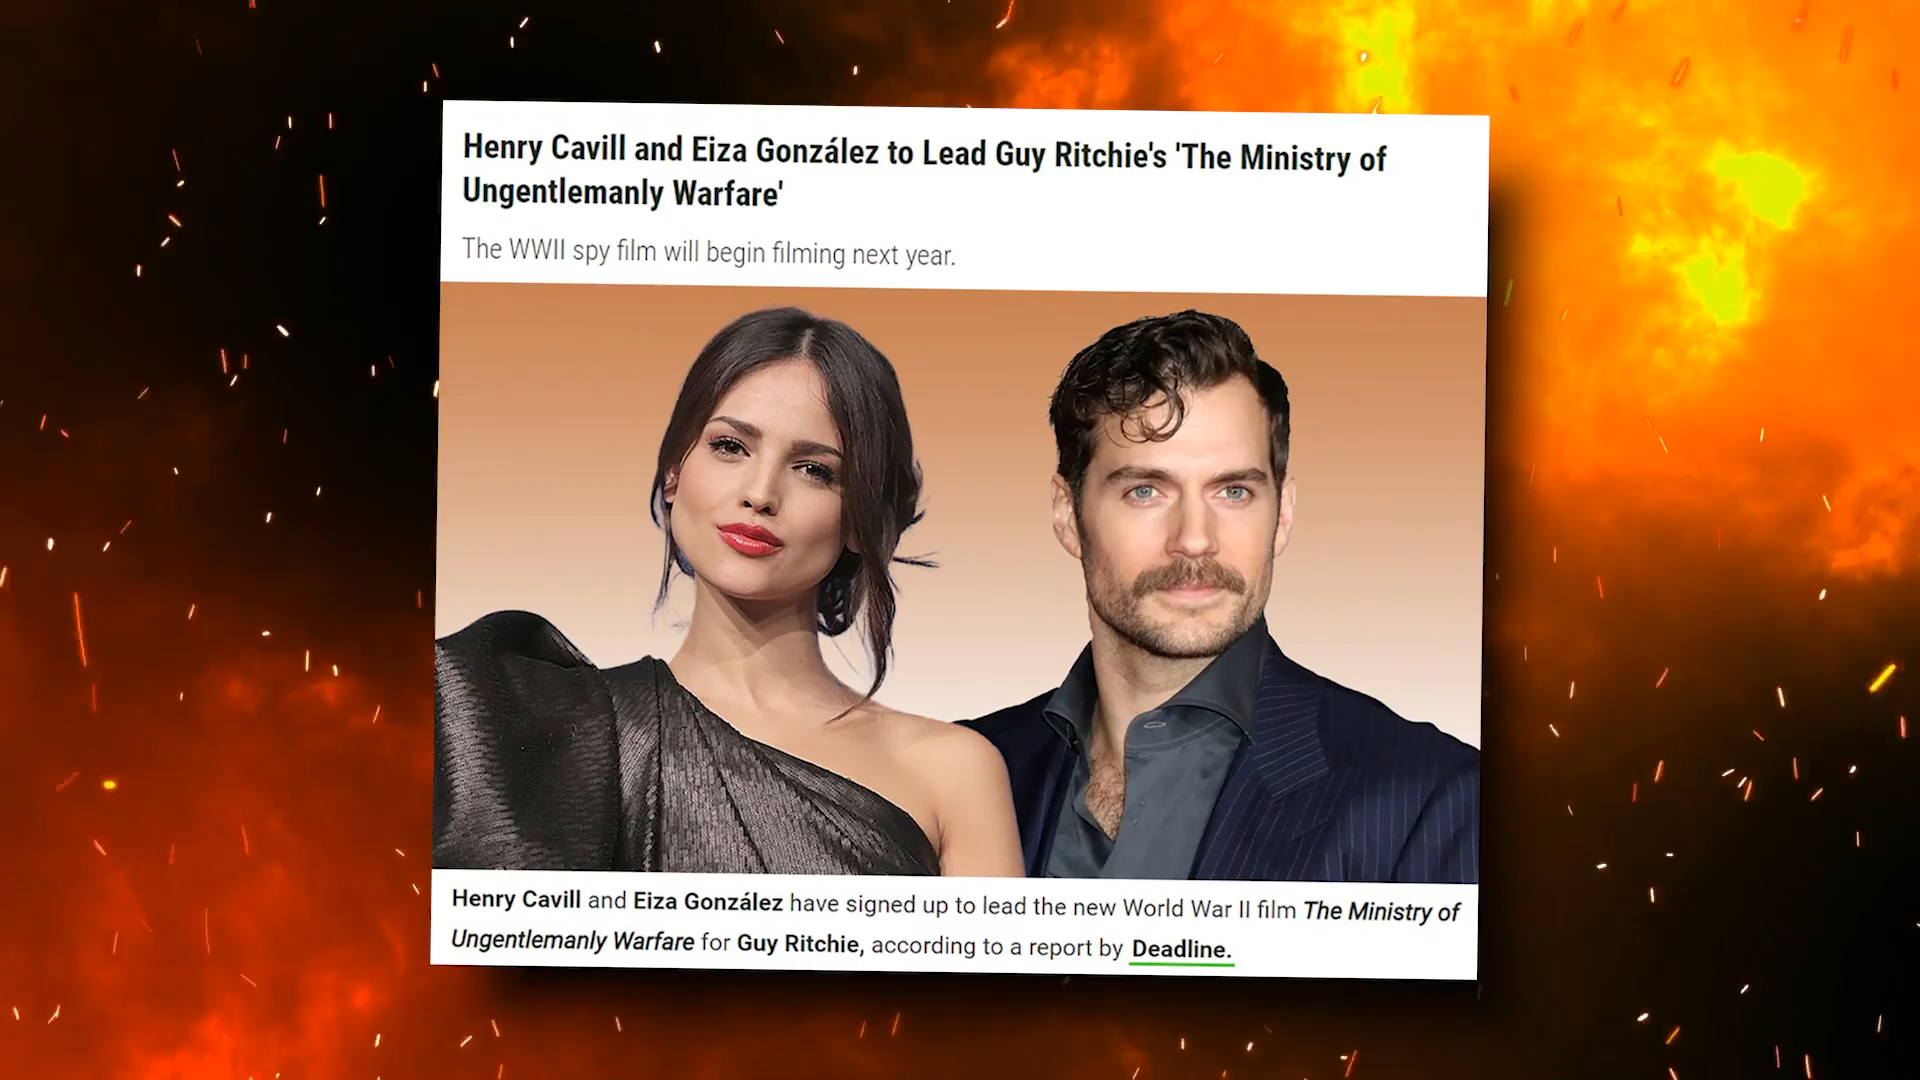 Henry Cavill and Eiza González to Lead Guy Ritchie's 'The Ministry of
Ungentlemanly Warfare'
The WWII spy film will begin filming next year.
Henry Cavill and Eiza González have signed up to lead the new World War II film The Ministry of
Ungentlemanly Warfare for Guy Ritchie, according to a report by Deadline.